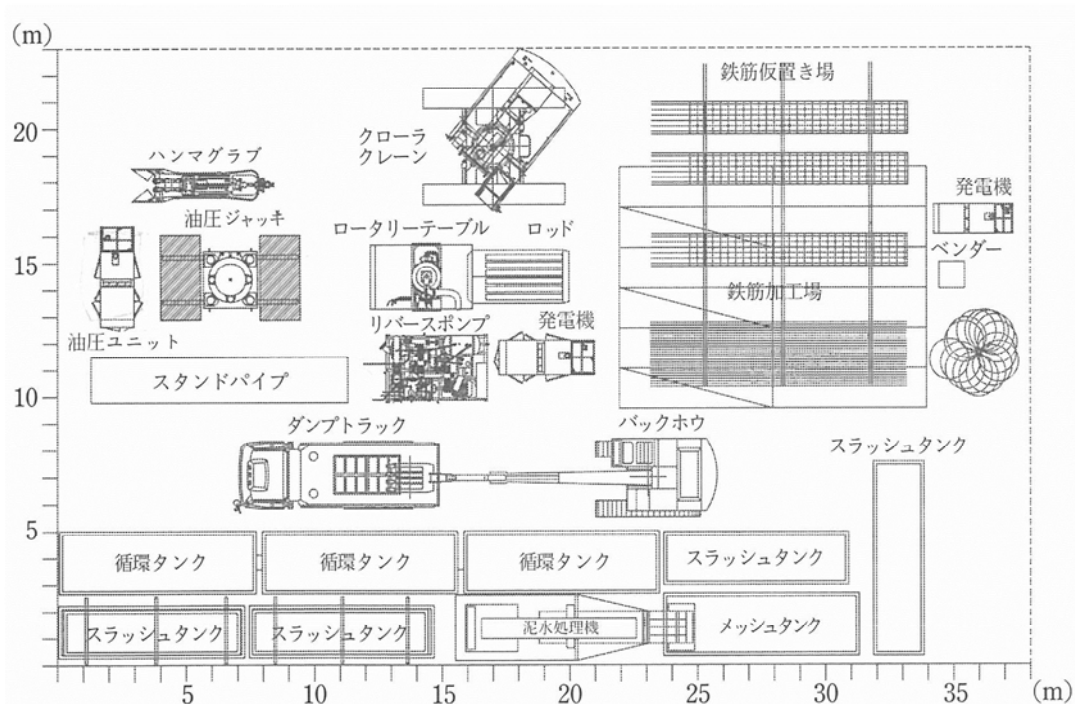 (m)
鉄筋仮置き場
20
クローラ
クレーン
ハンマグラブ
発電機
油圧ジャッキ
ロータリーテーブル
ロッド
ベンダー
15
鉄筋加工場
リバースポンプ
発電機
油圧ユニット
スタンドパイプ
10
ダンプトラック
バックホウ
スラッシュタンク
5
循環タンク
循環タンク
循環タンク
スラッシュタンク
スラッシュタンク
スラッシュタンク
泥水処理機
メッシュタンク
5
10
15
20
25
30
35
(m)